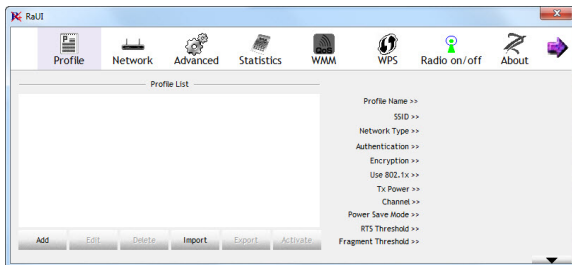 RaUI
Profile Network Advanced Statistics QoS WMM WPS Radio on/off About
Profile List
Profile Name >>
SSID >>
Network Type >>
Authentication >>
Encryption >>
Use 802.1x >>
Tx Power >>
Channel >>
Power Save Mode >>
RTS Threshold >>
Fragment Threshold >>
Add Edit Delete Import Export Activate